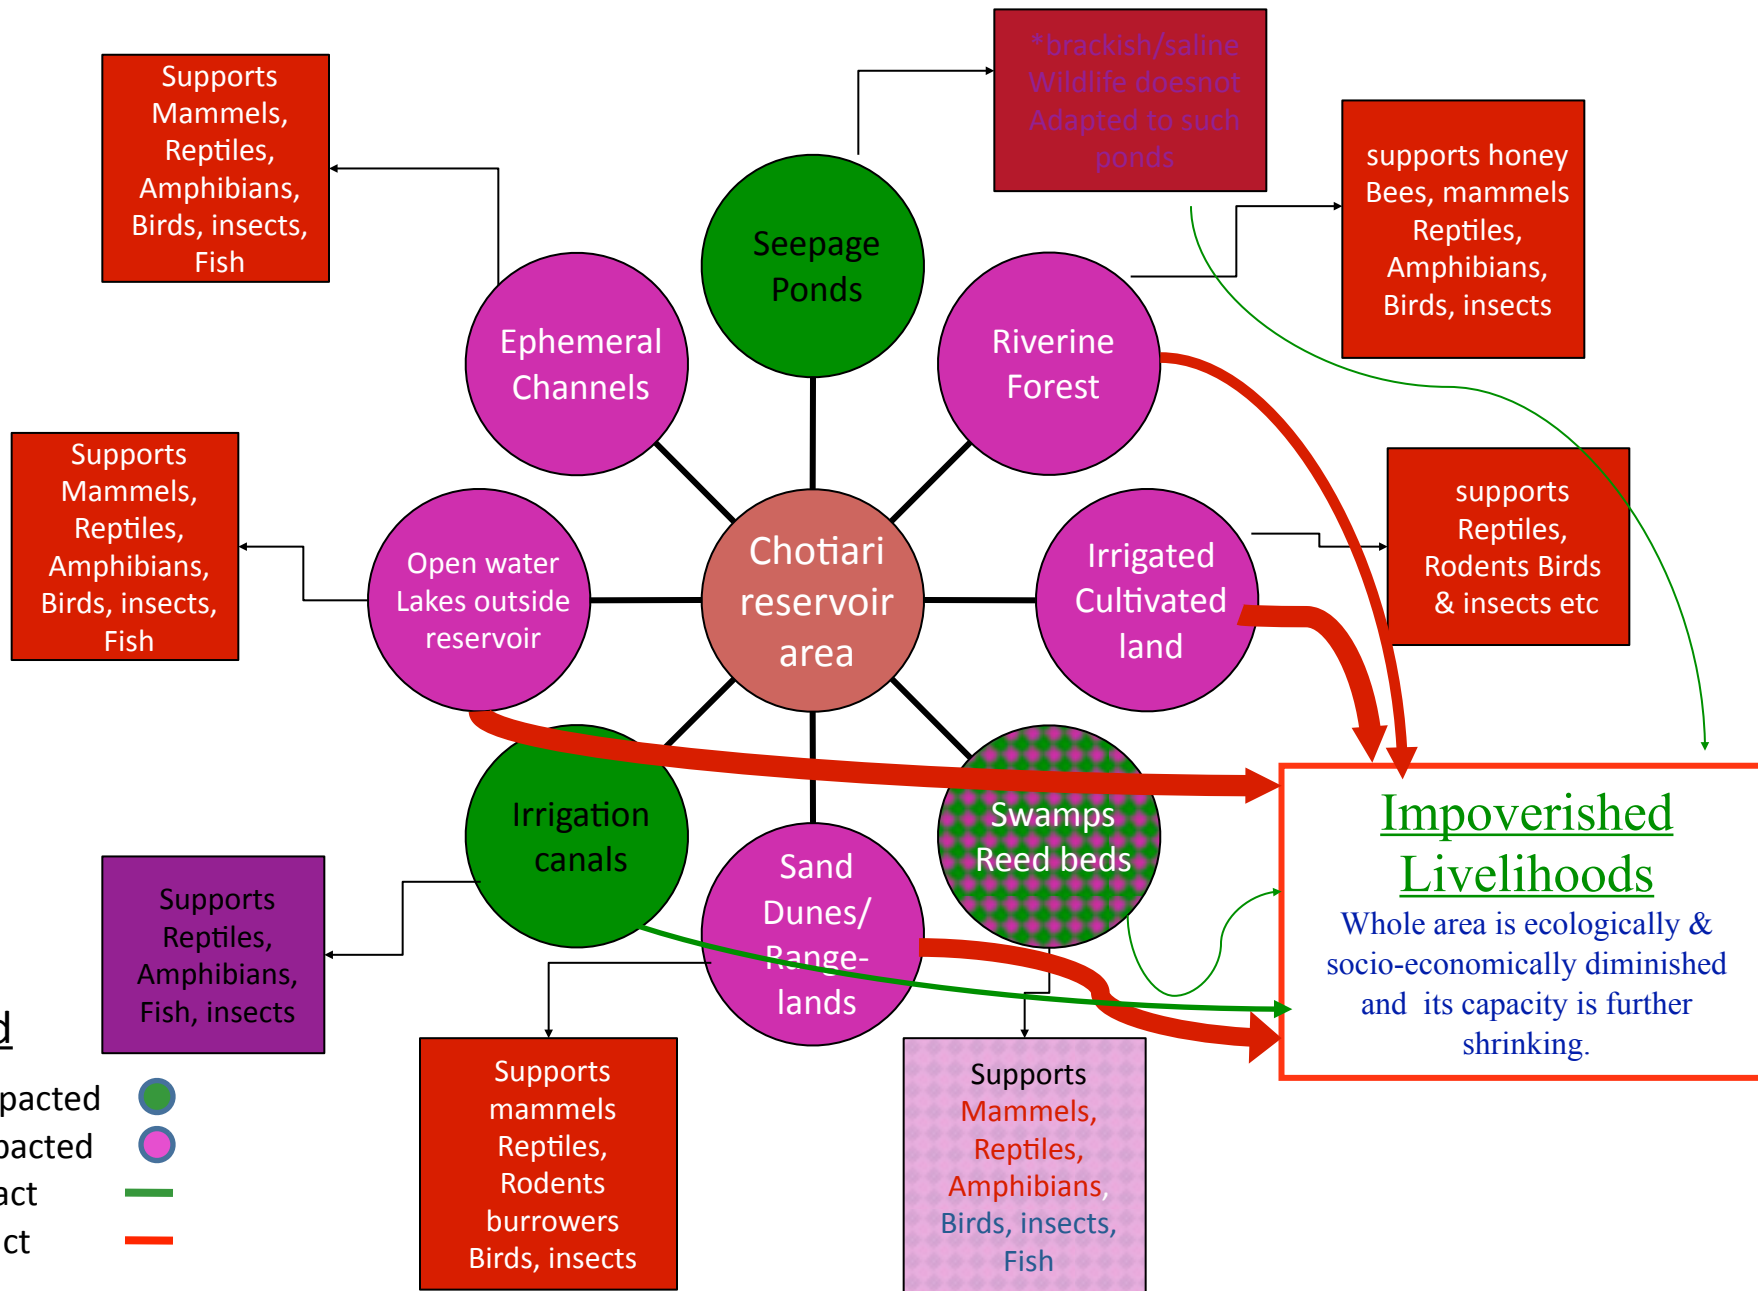 Supports
Mammels,
Reptiles,
Amphibians,
Birds, insects,
Fish
*brackish/saline
Wildlife doesnot
Adapted to such
ponds
supports honey
Bees, mammels
Reptiles,
Amphibians,
Birds, insects
Seepage
Ponds
Ephemeral
Channels
Riverine
Forest
Supports
Mammels,
Reptiles,
Amphibians,
Birds, insects,
Fish
Open water
Lakes outside
reservoir
Chotiari
reservoir
area
Irrigated
Cultivated
land
supports
Reptiles,
Rodents Birds
& insects etc
Irrigation
canals
Sand
Dunes/
Range-
lands
Swamps
Reed beds
Impoverished
Livelihoods
Whole area is ecologically &
socio-economically diminished
and its capacity is further
shrinking.
Supports
Reptiles,
Amphibians,
Fish, insects
Supports
mammels
Reptiles,
Rodents
burrowers
Birds, insects
Supports
Mammels,
Reptiles,
Amphibians,
Birds, insects,
Fish